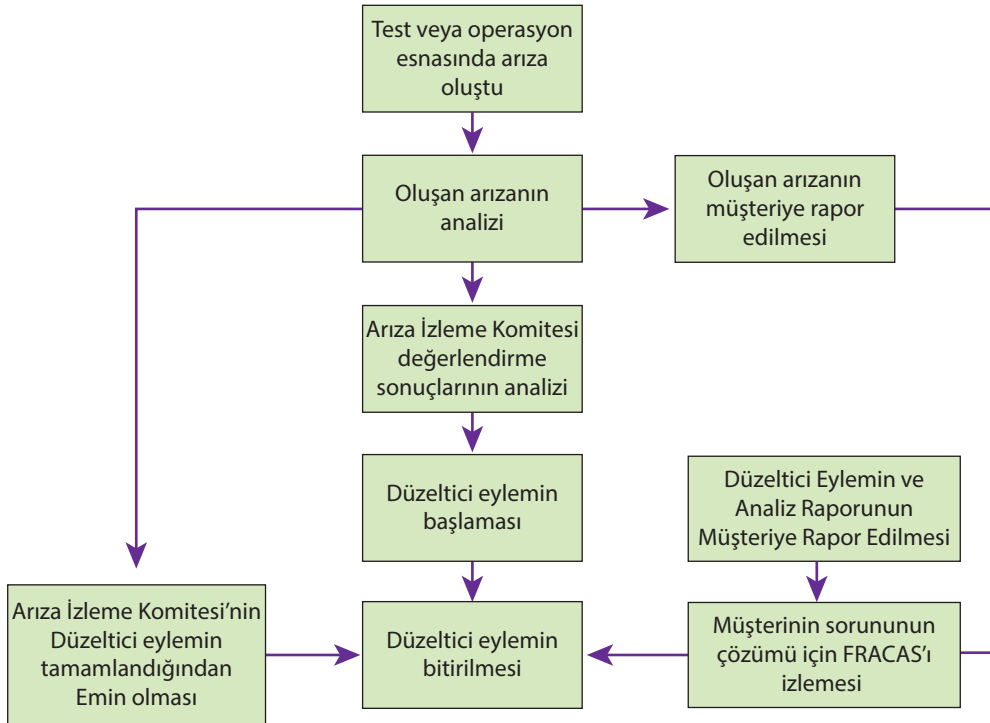 Test veya operasyon
esnasında arıza
oluştu
Oluşan arızanın
analizi
Oluşan arızanın
müşteriye rapor
edilmesi
Arıza İzleme Komitesi
değerlendirme
sonuçlarının analizi
Düzeltici eylemin
başlaması
Düzeltici Eylemin ve
Analiz Raporunun
Müşteriye Rapor Edilmesi
Arıza İzleme Komitesi’nin
Düzeltici eylemin
tamamlandığından
Emin olması
Düzeltici eylemin
bitirilmesi
Müşterinin sorununun
çözümü için FRACAS’ı
izlemesi